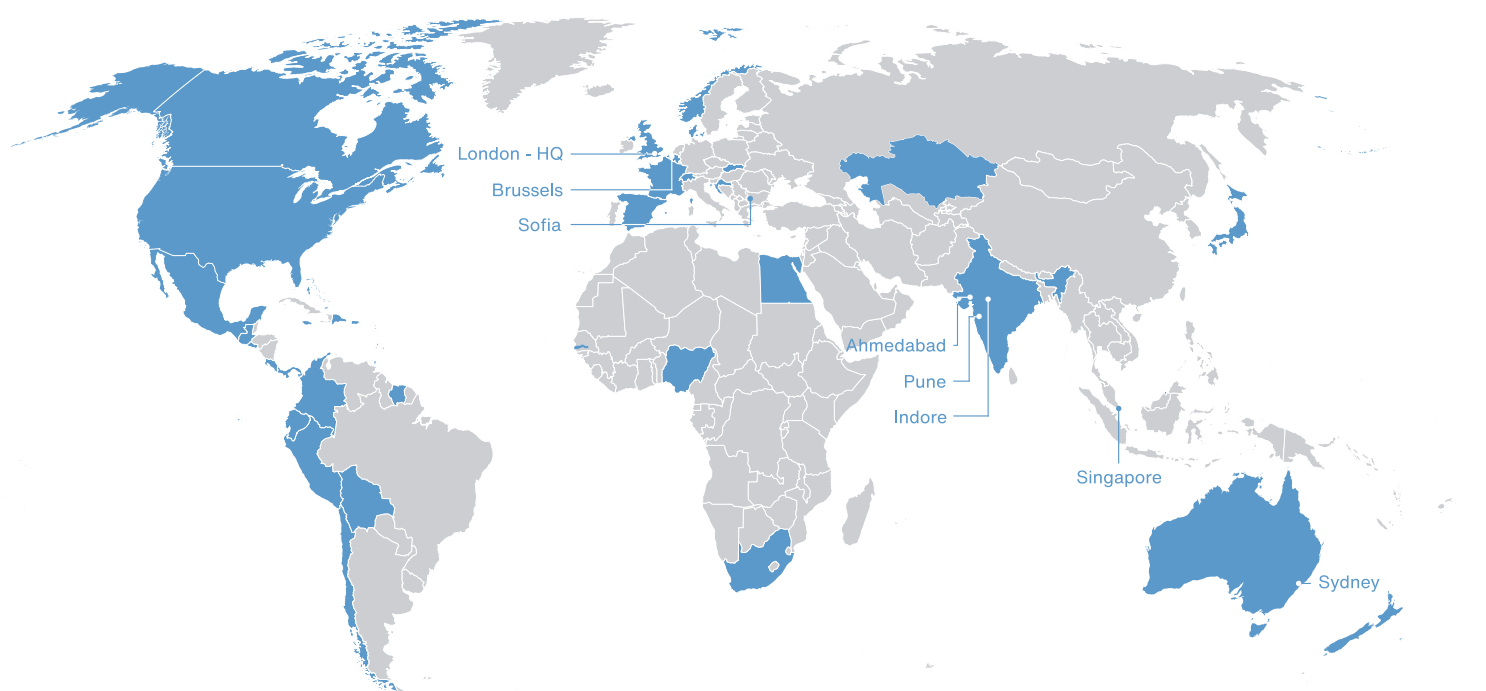 London - HQ
Brussels
Sofia
Ahmedabad
Pune
Indore
Singapore
Sydney